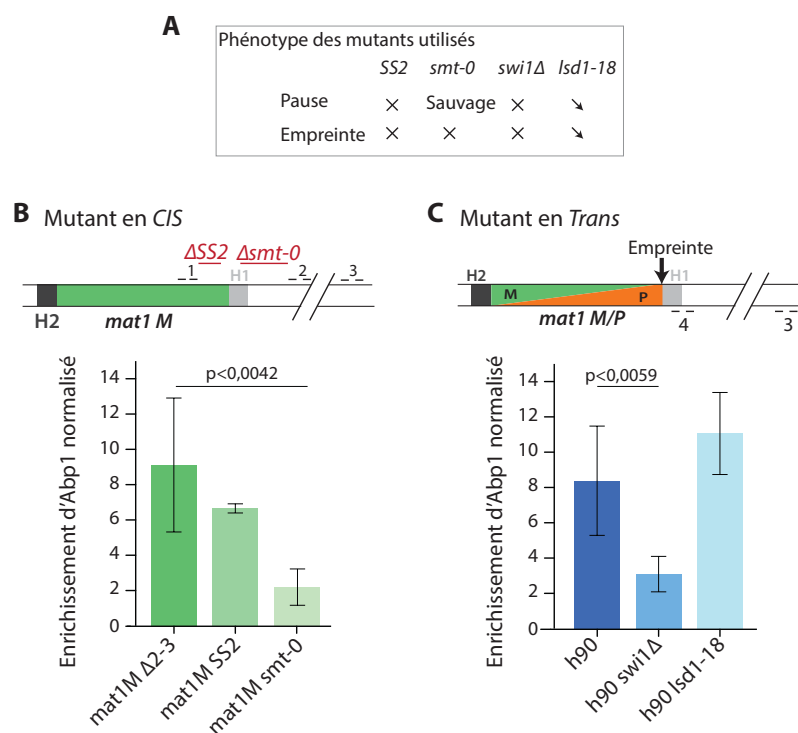 A
Phénotype des mutants utilisés
SS2 smt-0 swi1Δ lsd1-18
Pause × Sauvage × ↘
Empreinte × × × ↘
B Mutant en CIS
ΔSS2 Δsmt-0
1 H1 2 3
H2 mat1 M
Enrichissement d'Abp1 normalisé
p<0,0042
14
12
10
8
6
4
2
0
mat1M Δ2-3
mat1M SS2
mat1M smt-0
C Mutant en Trans
Empreinte
H2 H1
M P
mat1 M/P 4 3
Enrichissement d'Abp1 normalisé
p<0,0059
14
12
10
8
6
4
2
0
h90
h90 swi1Δ
h90 lsd1-18